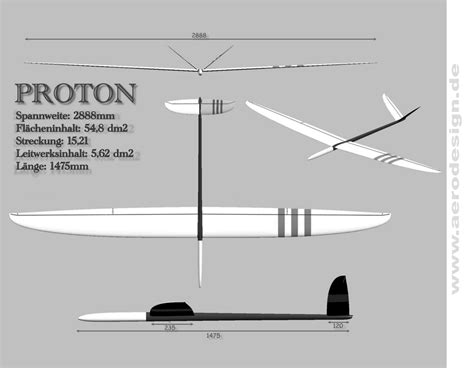 2888
PROTON
Spannweite: 2888mm
Flächeninhalt: 54,8 dm2
Streckung: 15,21
Leitwerksinhalt: 5,62 dm2
Länge: 1475mm
www.aerodesign.de
235
120
1475